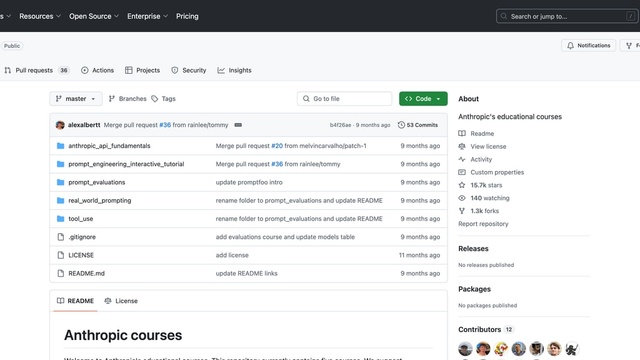 Resources Open Source Enterprise Pricing
Search or jump to... /
Public
Notifications
Pull requests 36 Actions Projects Security Insights
master Branches Tags Go to file Code
alexalbertt Merge pull request #36 from rainlee/tommy b4f26ae · 9 months ago 53 Commits
anthropic_api_fundamentals Merge pull request #20 from melvincarvalho/patch-1 9 months ago
prompt_engineering_interactive_tutorial Merge pull request #36 from rainlee/tommy 9 months ago
prompt_evaluations update promptfoo intro 9 months ago
real_world_prompting rename folder to prompt_evaluations and update README 9 months ago
tool_use rename folder to prompt_evaluations and update README 9 months ago
.gitignore add evaluations course and update models table 9 months ago
LICENSE add license 11 months ago
README.md update README links 9 months ago
README License
Anthropic courses
About
Anthropic's educational courses
Readme
View license
Activity
Custom properties
15.7k stars
140 watching
1.3k forks
Report repository
Releases
No releases published
Packages
No packages published
Contributors 12